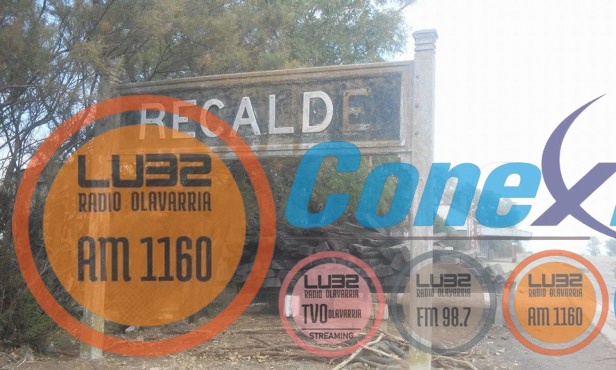 RECALDE
LU32
RADIO OLAVARRIA
AM 1160
LU32
RADIO OLAVARRIA
TVO OLAVARRIA
STREAMING
LU32
RADIO OLAVARRIA
FM 98.7
LU32
RADIO OLAVARRIA
AM 1160